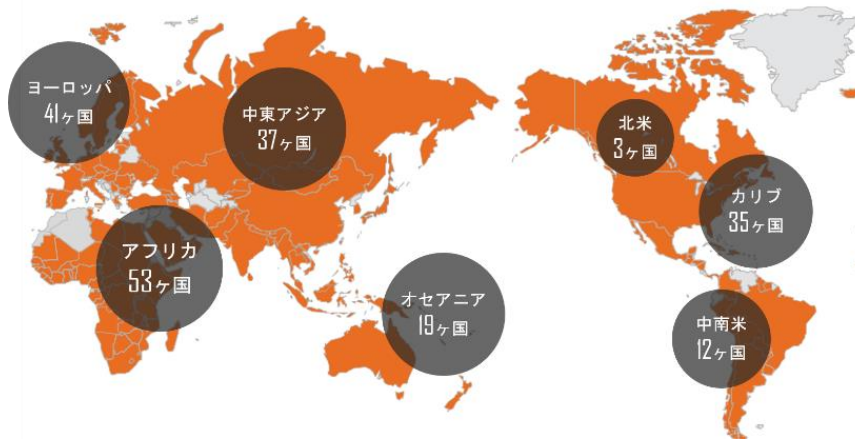 ヨーロッパ
41ヶ国
中東アジア
37ヶ国
北米
3ヶ国
カリブ
35ヶ国
アフリカ
53ヶ国
オセアニア
19ヶ国
中南米
12ヶ国